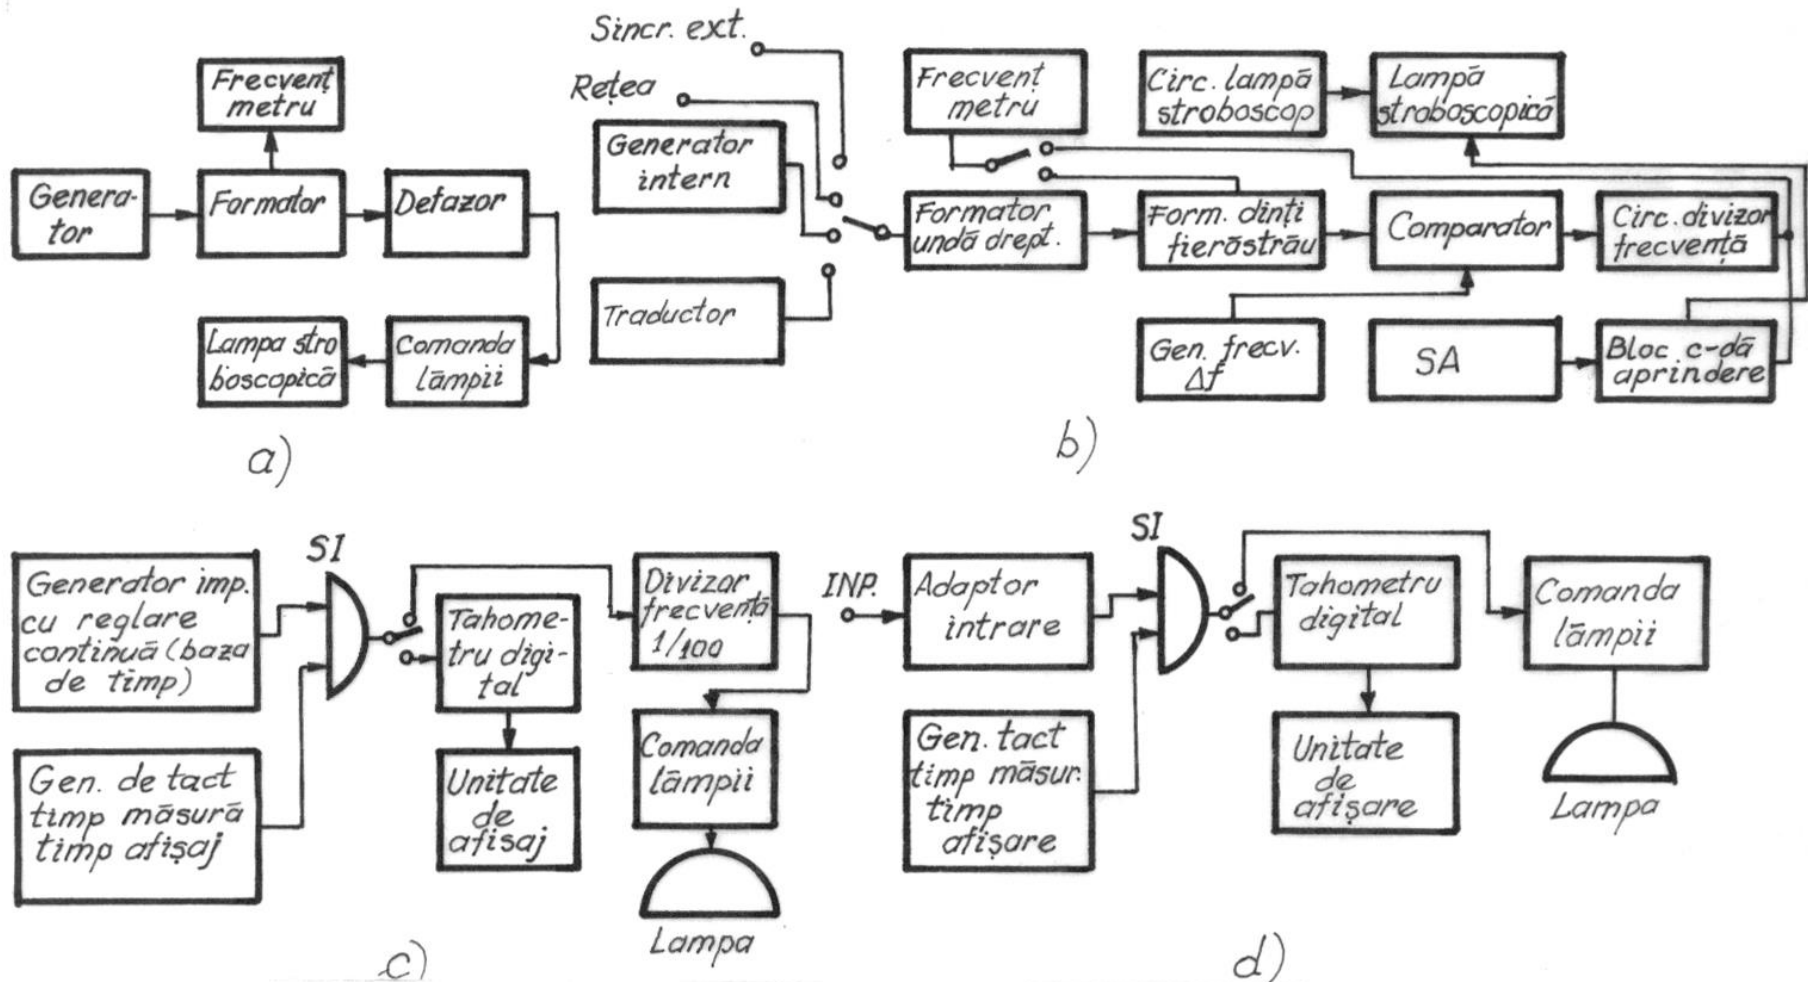 Frecvenț
metru
Genera-
tor
Formator
Defazor
Lampa stro
boscopică
Comanda
lămpii
a)
Sincr. ext.
Rețea
Generator
intern
Traductor
Frecvenț
metru
Circ. lampă
stroboscop
Lampă
stroboscopică
Formator
undă drept.
Form. dinți
fierăstrău
Comparator
Circ. divizor
frecvență
Gen. frecv.
Δf
SA
Bloc c-dă
aprindere
b)
Generator imp.
cu reglare
continuă (baza
de timp)
Gen. de tact
timp măsură
timp afișaj
SI
Tahome-
tru digi-
tal
Unitate
de
afisaj
Divizor
frecvență
1/100
Comanda
lămpii
Lampa
c)
INP.
Adaptor
intrare
Gen. tact
timp măsur.
timp
afișare
SI
Tahometru
digital
Unitate
de
afișare
Comanda
lămpii
Lampa
d)